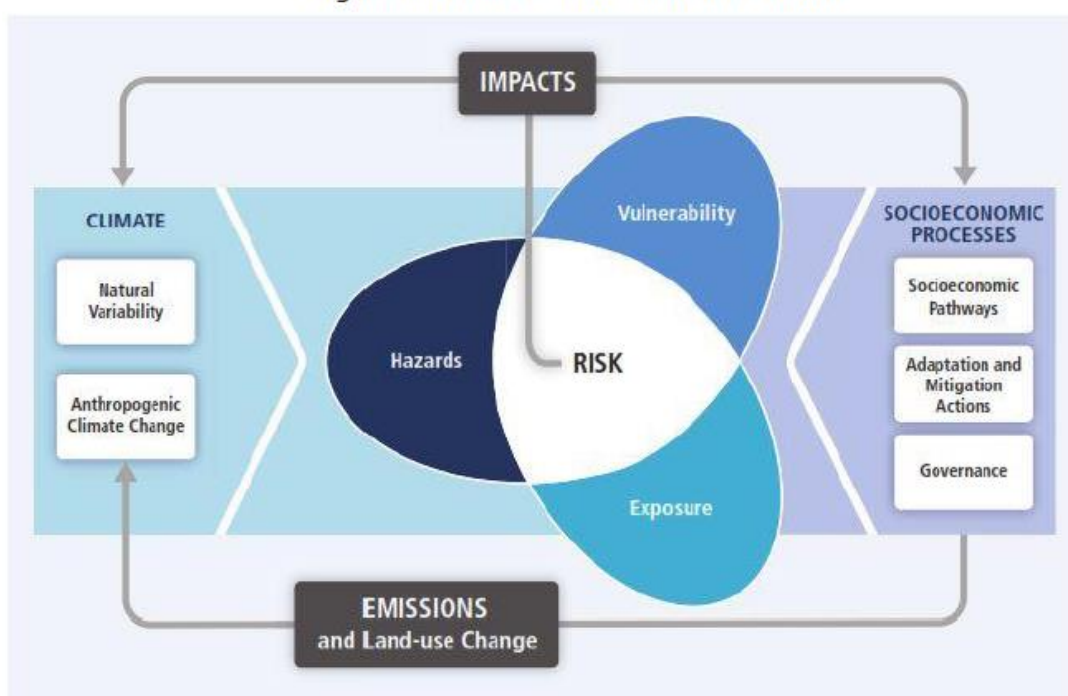 IMPACTS
CLIMATE
Natural
Variability
Anthropogenic
Climate Change
Vulnerability
Hazards
RISK
Exposure
SOCIOECONOMIC
PROCESSES
Socioeconomic
Pathways
Adaptation and
Mitigation
Actions
Governance
EMISSIONS
and Land-use Change